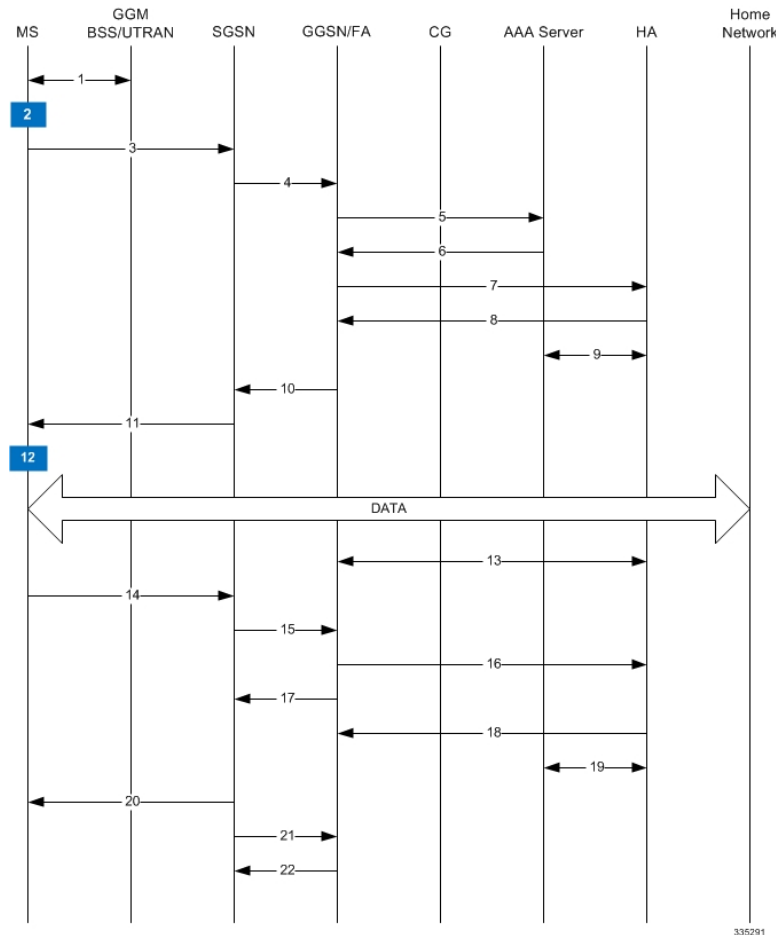 GGM
Home
MS
BSS/UTRAN
SGSN
GGSN/FA
CG
AAA Server
HA
Network
1
2
3
4
5
6
7
8
9
10
11
12
DATA
13
14
15
16
17
18
19
20
21
22
335291